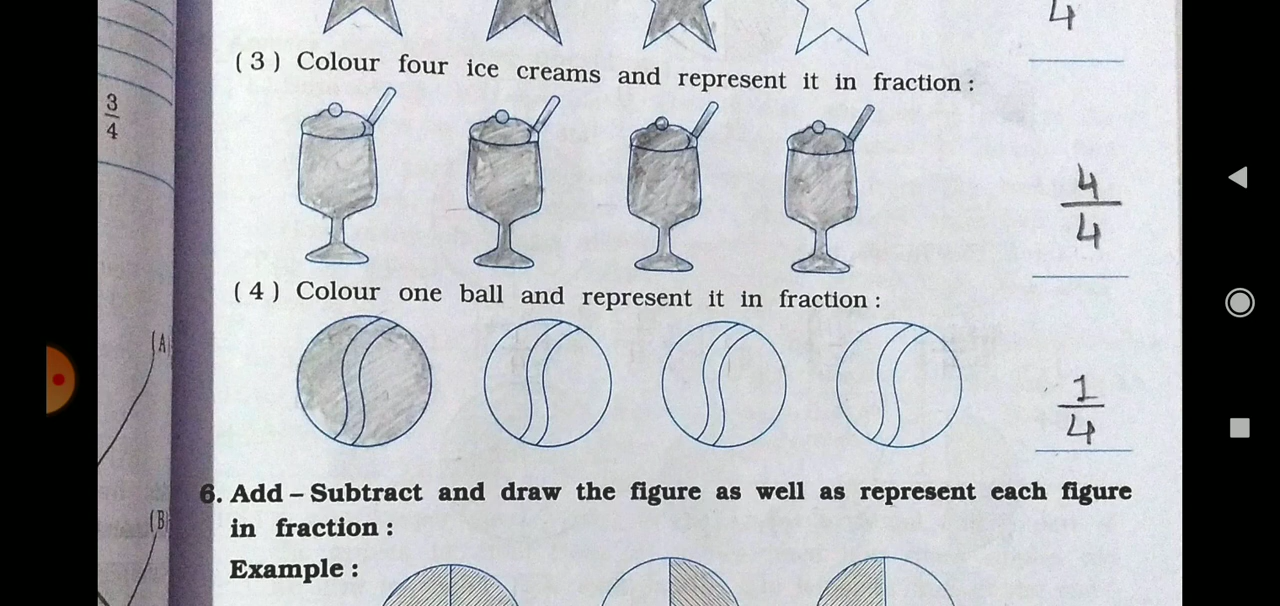 4
( 3 ) Colour four ice creams and represent it in fraction :
3
4
4
4
( 4 ) Colour one ball and represent it in fraction :
(A)
1
4
6. Add – Subtract and draw the figure as well as represent each figure
(B)
in fraction :
Example :